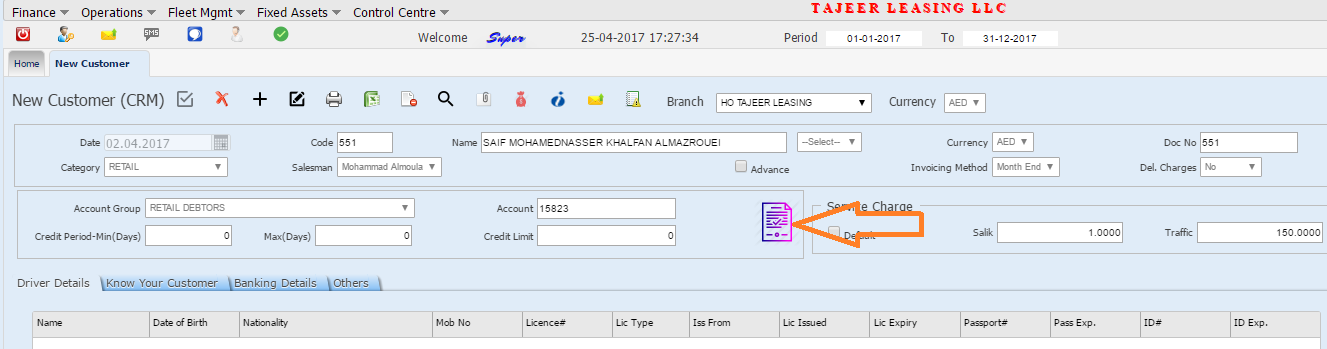 Finance Operations Fleet Mgmt Fixed Assets Control Centre TAJEER LEASING LLC
SMS Welcome Super 25-04-2017 17:27:34 Period 01-01-2017 To 31-12-2017
Home New Customer
New Customer (CRM) Branch HO TAJEER LEASING Currency AED
Date 02.04.2017 Code 551 Name SAIF MOHAMEDNASSER KHALFAN ALMAZROUEI --Select-- Currency AED Doc No 551
Category RETAIL Salesman Mohammad Almoula Advance Invoicing Method Month End Del. Charges No
Account Group RETAIL DEBTORS Account 15823 Service Charge
Credit Period-Min(Days) 0 Max(Days) 0 Credit Limit 0 Default Salik 1.0000 Traffic 150.0000
Driver Details Know Your Customer Banking Details Others
Name Date of Birth Nationality Mob No Licence# Lic Type Iss From Lic Issued Lic Expiry Passport# Pass Exp. ID# ID Exp.